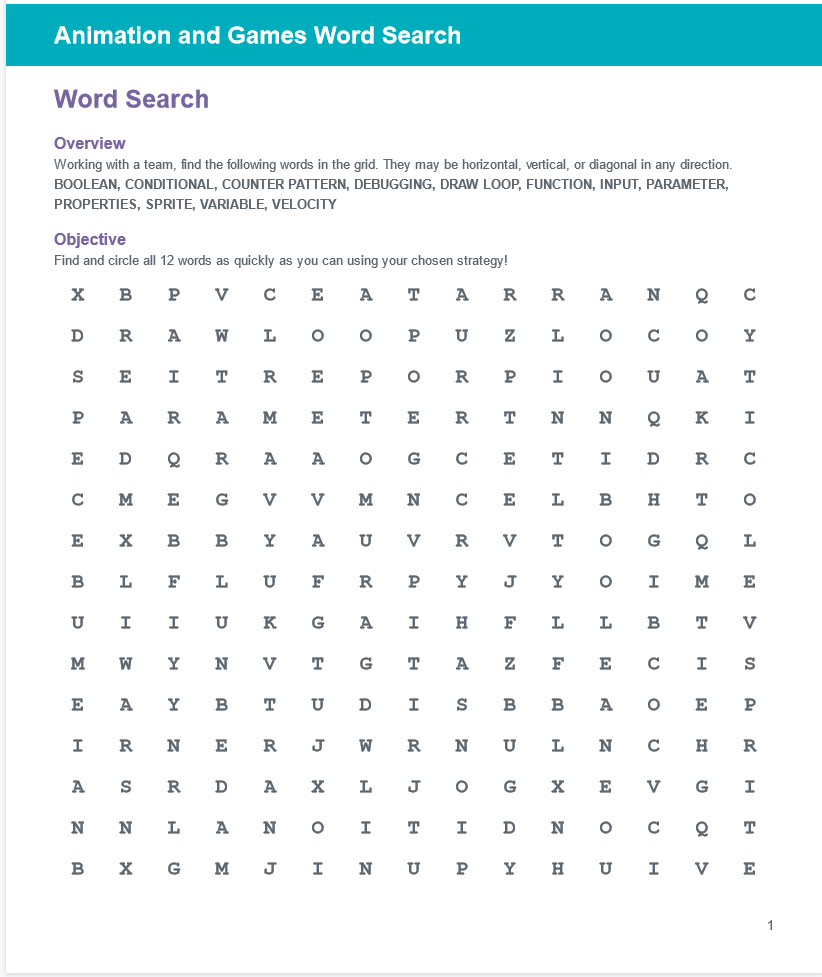 Animation and Games Word Search
Word Search
Overview
Working with a team, find the following words in the grid. They may be horizontal, vertical, or diagonal in any direction.
BOOLEAN, CONDITIONAL, COUNTER PATTERN, DEBUGGING, DRAW LOOP, FUNCTION, INPUT, PARAMETER,
PROPERTIES, SPRITE, VARIABLE, VELOCITY
Objective
Find and circle all 12 words as quickly as you can using your chosen strategy!
X B P V C E A T A R R A N Q C
D R A W L O O P U Z L O C O Y
S E I T R E P O R P I O U A T
P A R A M E T E R T N N Q K I
E D Q R A A O G C E T I D R C
C M E G V V M N C E L B H T O
E X B B Y A U V R V T O G Q L
B L F L U F R P Y J Y O I M E
U I I U K G A I H F L L B T V
M W Y N V T G T A Z F E C I S
E A Y B T U D I S B B A O E P
I R N E R J W R N U L N C H R
A S R D A X L J O G X E V G I
N N L A N O I T I D N O C Q T
B X G M J I N U P Y H U I V E
1